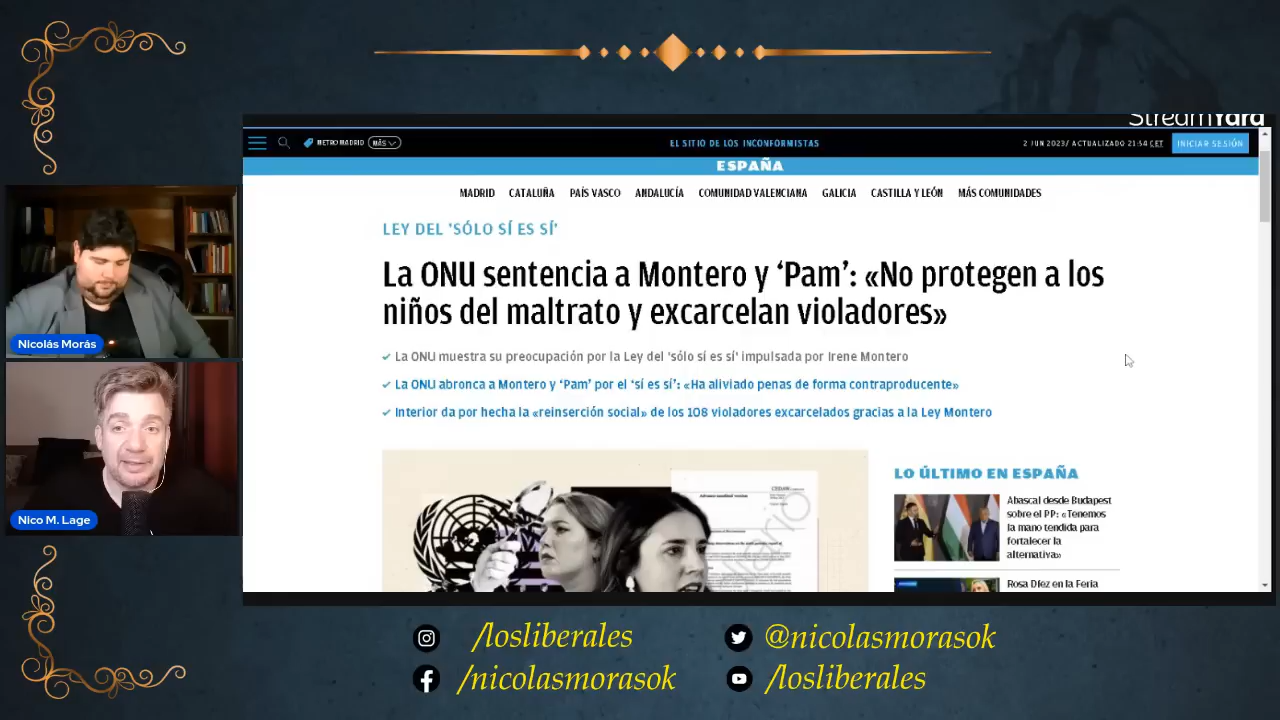 StreamYard
METRO MADRID
MÁS
EL SITIO DE LOS INCONFORMISTAS
2 JUN 2023/ ACTUALIZADO 21:54 CET
INICIAR SESIÓN
ESPAÑA
MADRID CATALUÑA PAÍS VASCO ANDALUCÍA COMUNIDAD VALENCIANA GALICIA CASTILLA Y LEÓN MÁS COMUNIDADES
LEY DEL 'SÓLO SÍ ES SÍ'
La ONU sentencia a Montero y ‘Pam’: «No protegen a los
niños del maltrato y excarcelan violadores»
La ONU muestra su preocupación por la Ley del 'sólo sí es sí' impulsada por Irene Montero
La ONU abronca a Montero y ‘Pam’ por el ‘sí es sí’: «Ha aliviado penas de forma contraproducente»
Interior da por hecha la «reinserción social» de los 108 violadores excarcelados gracias a la Ley Montero
LO ÚLTIMO EN ESPAÑA
Abascal desde Budapest
sobre el PP: «Tenemos
la mano tendida para
fortalecer la
alternativa»
Rosa Díez en la Feria
Nicolás Morás
Nico M. Lage
/losliberales
@nicolasmorasok
/nicolasmorasok
/losliberales